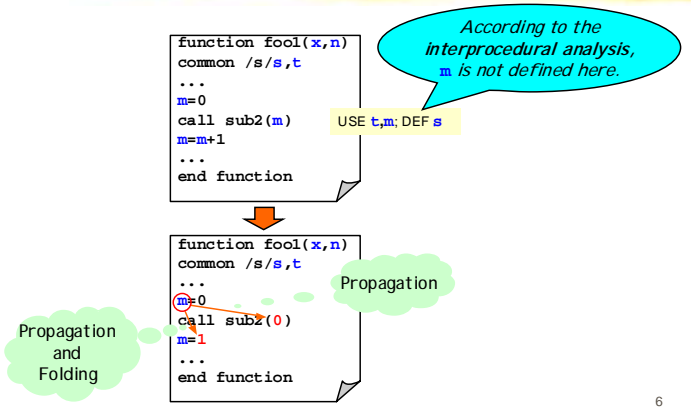 function foo1(x,n)
common /s/s,t
...
m=0
call sub2(m)
m=m+1
...
end function
According to the
interprocedural analysis,
m is not defined here.
USE t,m; DEF s
function foo1(x,n)
common /s/s,t
...
m=0
call sub2(0)
m=1
...
end function
Propagation
Propagation
and
Folding
6